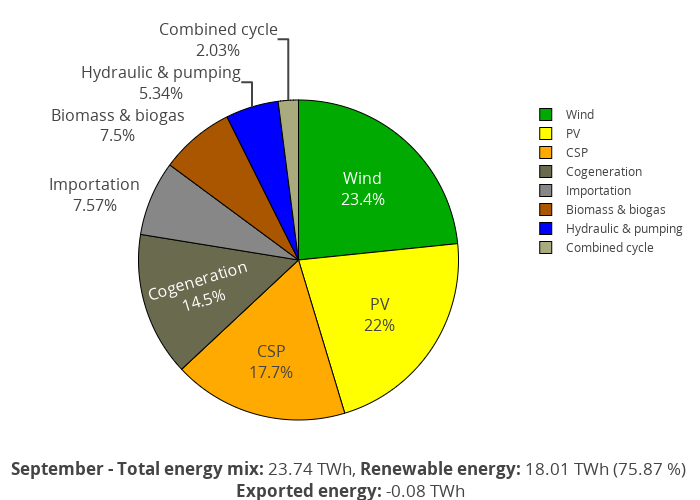 Combined cycle
2.03%
Hydraulic & pumping
5.34%
Biomass & biogas
7.5%
Importation
7.57%
Wind
23.4%
Cogeneration
14.5%
PV
22%
CSP
17.7%
Wind
PV
CSP
Cogeneration
Importation
Biomass & biogas
Hydraulic & pumping
Combined cycle
September - Total energy mix: 23.74 TWh, Renewable energy: 18.01 TWh (75.87 %)
Exported energy: -0.08 TWh